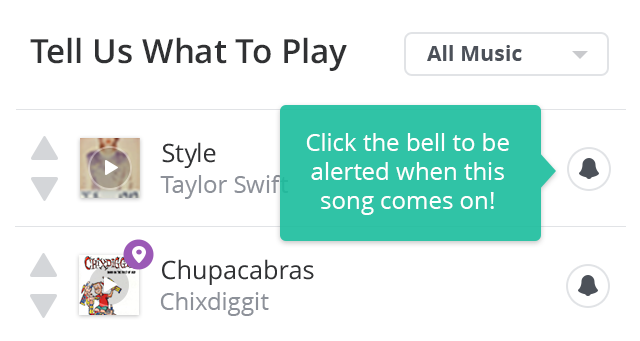 Tell Us What To Play
All Music
Style
Taylor Swift
Click the bell to be
alerted when this
song comes on!
CHIXDIGGIT
Chupacabras
Chixdiggit